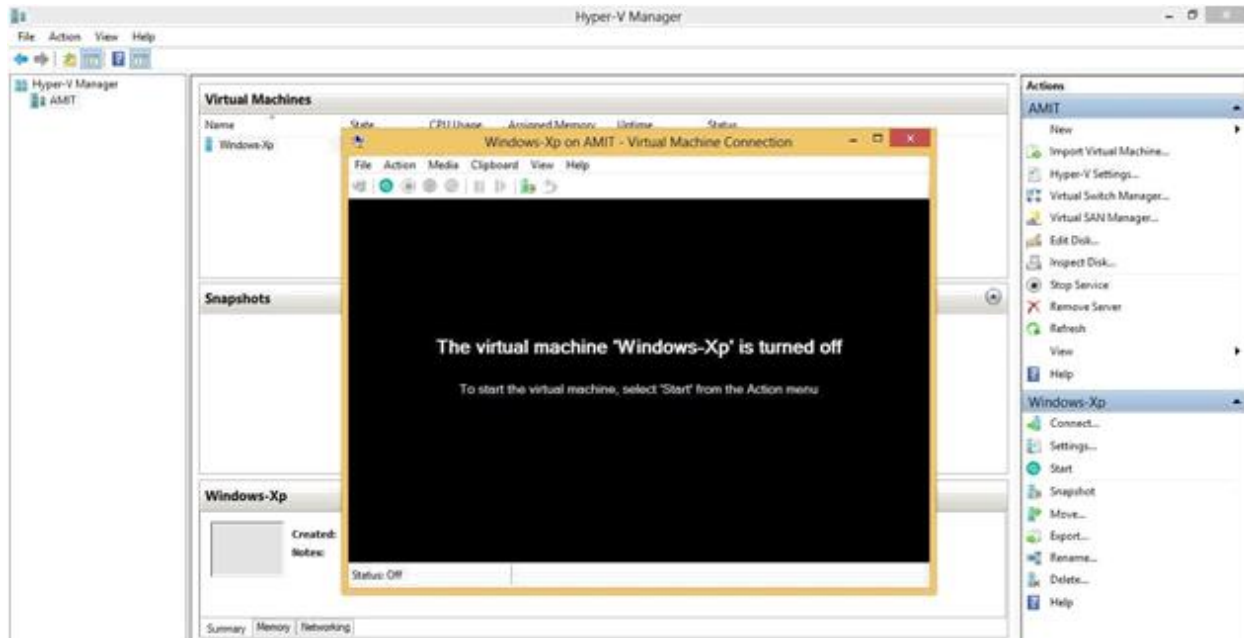 Hyper-V Manager
File Action View Help
Hyper-V Manager
AMIT
Virtual Machines
Name State CPU Usage Assigned Memory Uptime Status
Windows-Xp
Windows-Xp on AMIT - Virtual Machine Connection
File Action Media Clipboard View Help
The virtual machine 'Windows-Xp' is turned off
To start the virtual machine, select 'Start' from the Action menu
Status: Off
Snapshots
Windows-Xp
Created:
Notes:
Summary Memory Networking
Actions
AMIT
New
Import Virtual Machine...
Hyper-V Settings...
Virtual Switch Manager...
Virtual SAN Manager...
Edit Disk...
Inspect Disk...
Stop Service
Remove Server
Refresh
View
Help
Windows-Xp
Connect...
Settings...
Start
Snapshot
Move...
Export...
Rename...
Delete...
Help